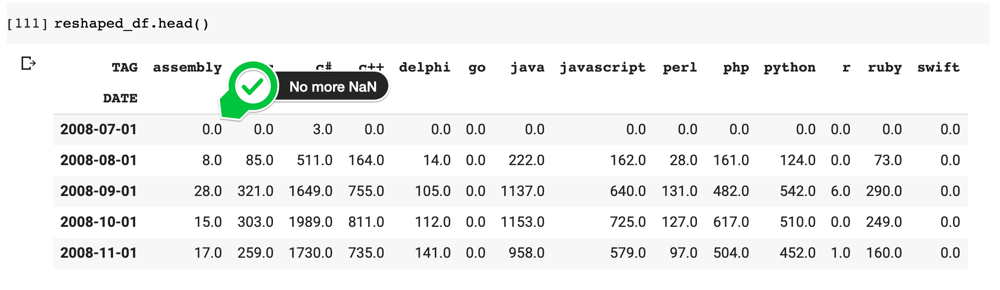 [111] reshaped_df.head()
TAG assembly c# c++ delphi go java javascript perl php python r ruby swift
No more NaN
DATE
2008-07-01 0.0 0.0 3.0 0.0 0.0 0.0 0.0 0.0 0.0 0.0 0.0 0.0 0.0 0.0
2008-08-01 8.0 85.0 511.0 164.0 14.0 0.0 222.0 162.0 28.0 161.0 124.0 0.0 73.0 0.0
2008-09-01 28.0 321.0 1649.0 755.0 105.0 0.0 1137.0 640.0 131.0 482.0 542.0 6.0 290.0 0.0
2008-10-01 15.0 303.0 1989.0 811.0 112.0 0.0 1153.0 725.0 127.0 617.0 510.0 0.0 249.0 0.0
2008-11-01 17.0 259.0 1730.0 735.0 141.0 0.0 958.0 579.0 97.0 504.0 452.0 1.0 160.0 0.0